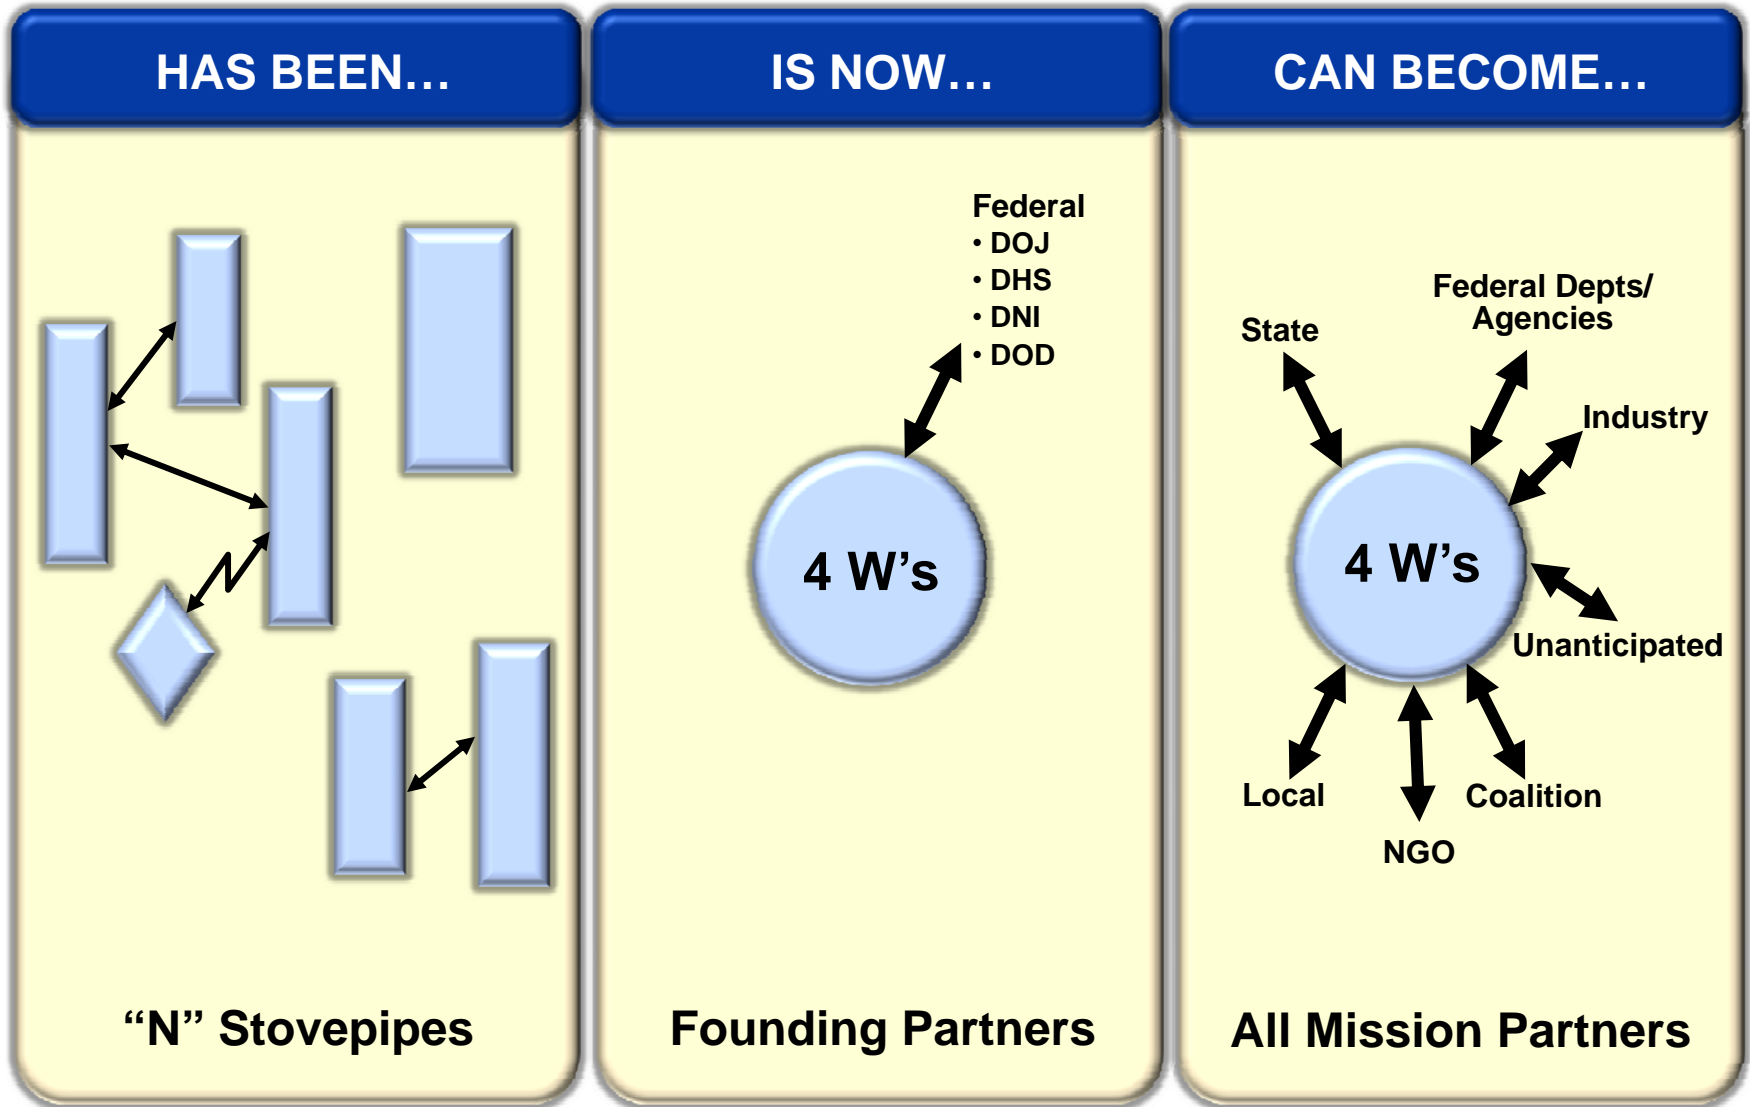 HAS BEEN…
IS NOW…
CAN BECOME…
“N” Stovepipes
Federal
• DOJ
• DHS
• DNI
• DOD
4 W’s
Founding Partners
Federal Depts/
Agencies
State
Industry
4 W’s
Unanticipated
Local
Coalition
NGO
All Mission Partners